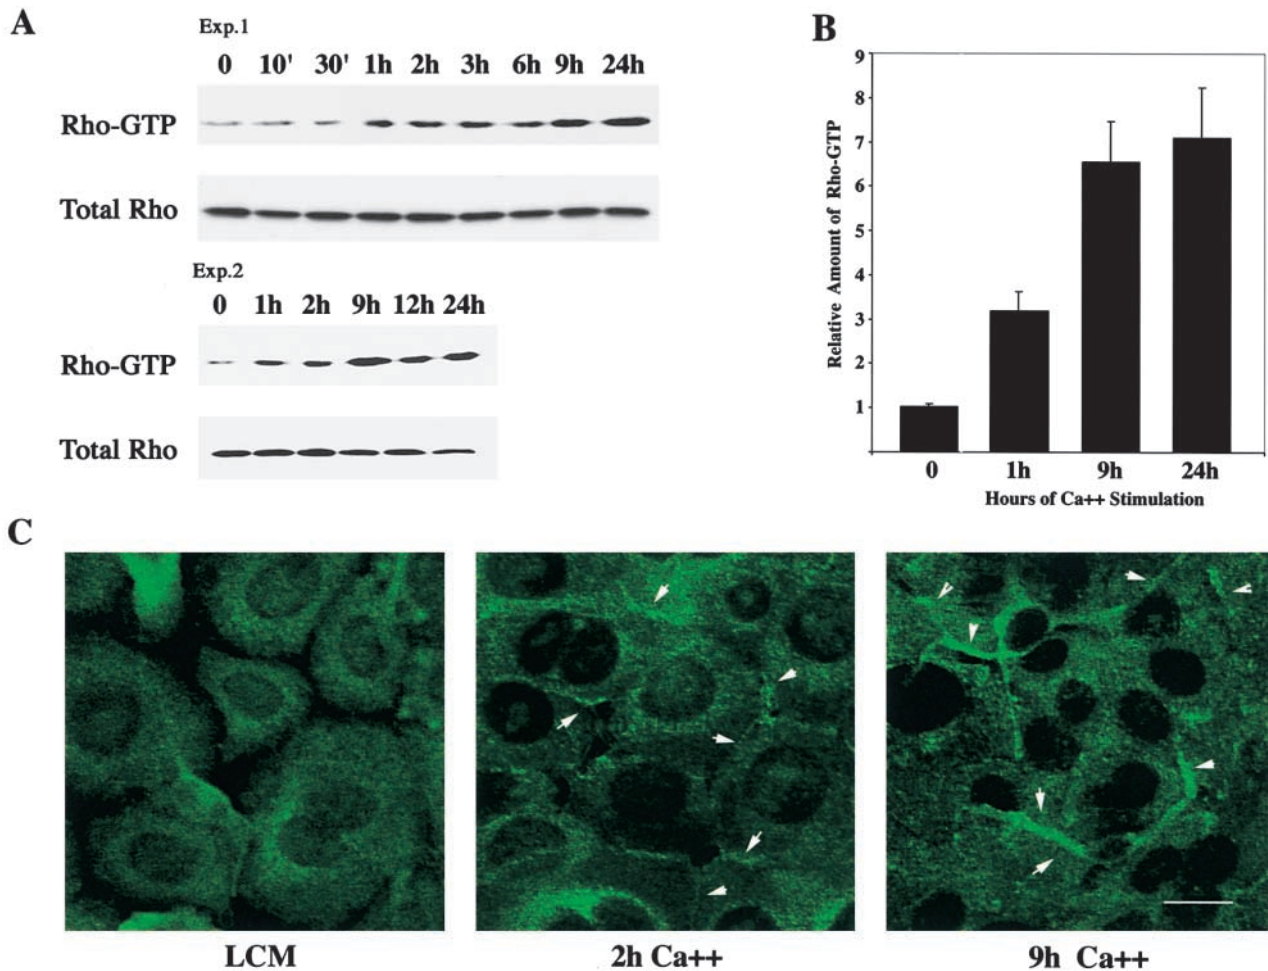 A
Exp.1
0 10' 30' 1h 2h 3h 6h 9h 24h
Rho-GTP
Total Rho
Exp.2
0 1h 2h 9h 12h 24h
Rho-GTP
Total Rho
B
9
8
7
6
5
4
3
2
1
Relative Amount of Rho-GTP
0 1h 9h 24h
Hours of Ca++ Stimulation
C
LCM 2h Ca++ 9h Ca++